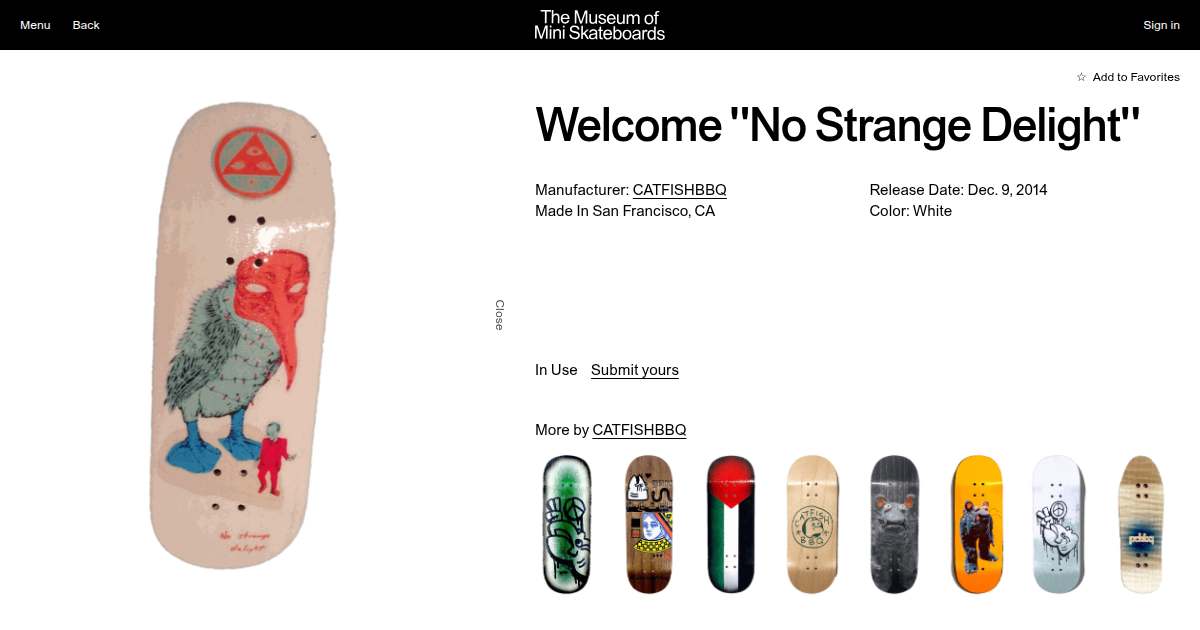 Menu
Back
The Museum of
Mini Skateboards
Sign in
☆ Add to Favorites
Welcome "No Strange Delight"
Manufacturer: CATFISHBBQ
Release Date: Dec. 9, 2014
Made In San Francisco, CA
Color: White
Close
No strange
delight
In Use
Submit yours
More by CATFISHBBQ
CATFISH
BBQ